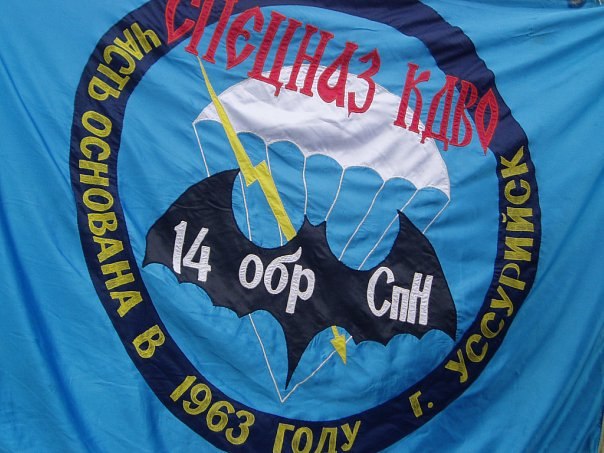 СПЕЦНАЗ КДВО
14 обр СпН
ЧАСТЬ ОСНОВАНА В 1963 ГОДУ г. УССУРИЙСК